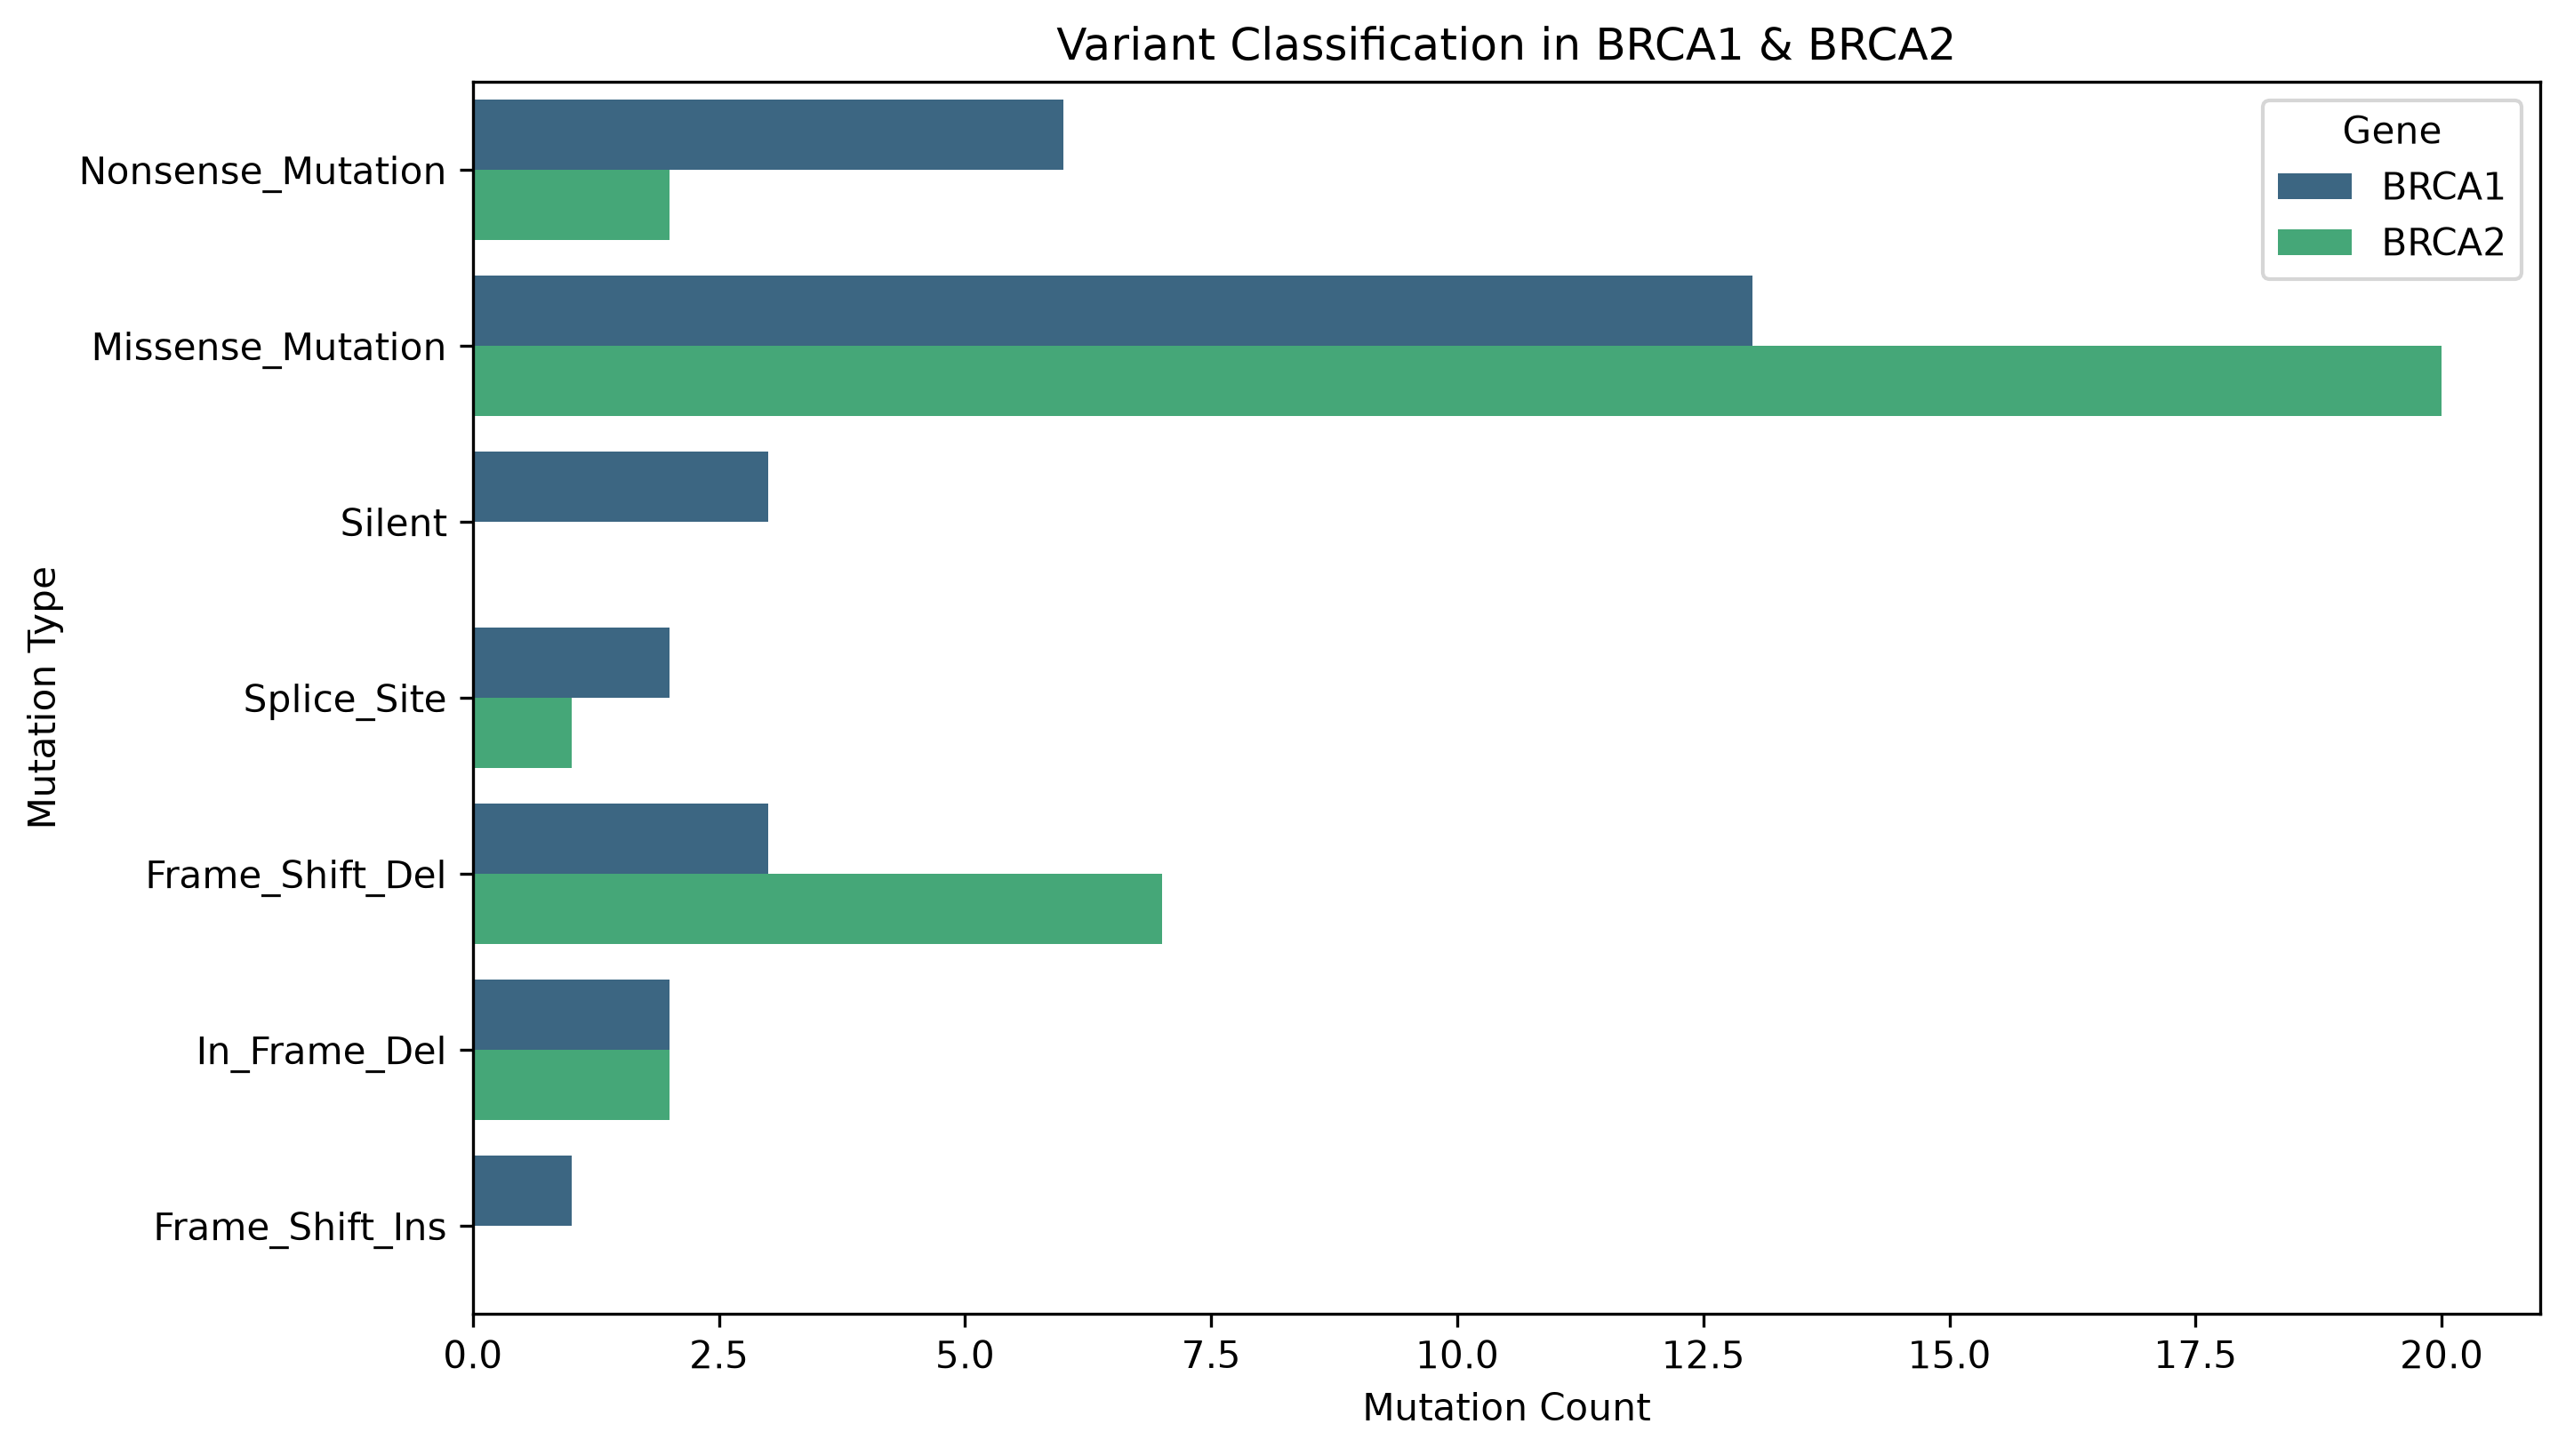 Variant Classification in BRCA1 & BRCA2
Gene
BRCA1
BRCA2
Mutation Type
Nonsense_Mutation
Missense_Mutation
Silent
Splice_Site
Frame_Shift_Del
In_Frame_Del
Frame_Shift_Ins
0.0 2.5 5.0 7.5 10.0 12.5 15.0 17.5 20.0
Mutation Count